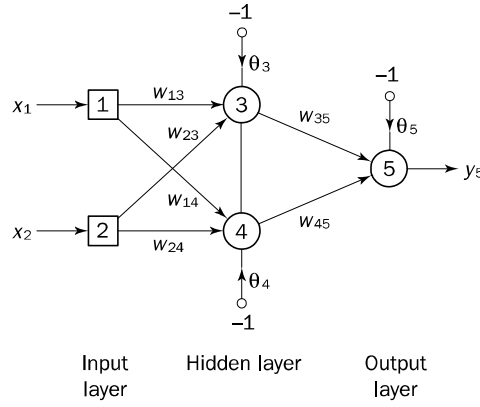 −1
θ3
x1
1
w13
3
−1
w23
w35
θ5
5
y5
w14
x2
2
w24
4
w45
θ4
−1
Input
layer
Hidden layer
Output
layer